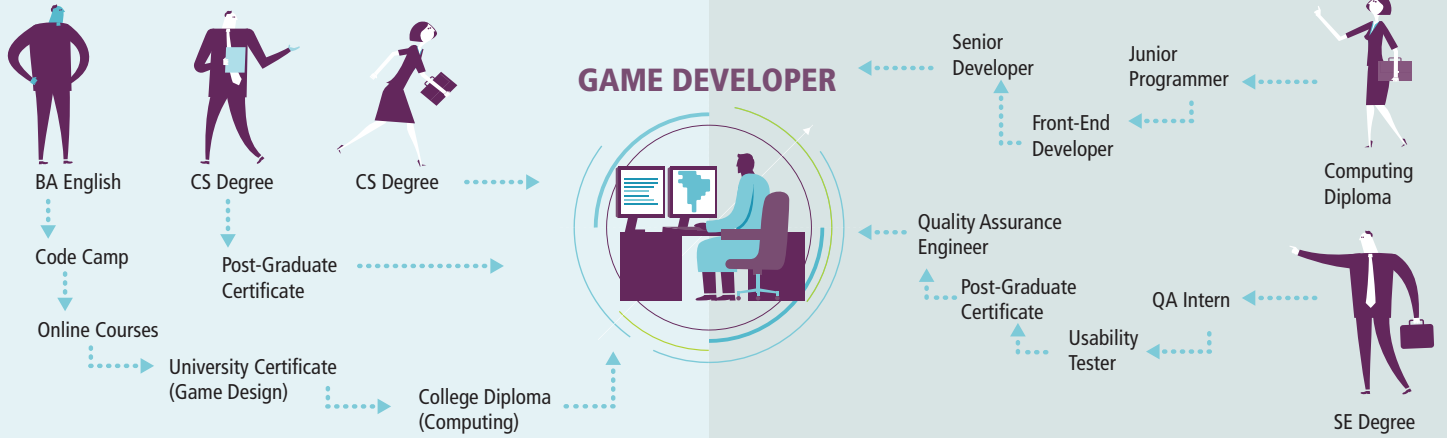 GAME DEVELOPER
BA English
Code Camp
Online Courses
University Certificate
(Game Design)
College Diploma
(Computing)
CS Degree
Post-Graduate
Certificate
CS Degree
Computing
Diploma
Junior
Programmer
Front-End
Developer
Senior
Developer
SE Degree
QA Intern
Usability
Tester
Post-Graduate
Certificate
Quality Assurance
Engineer